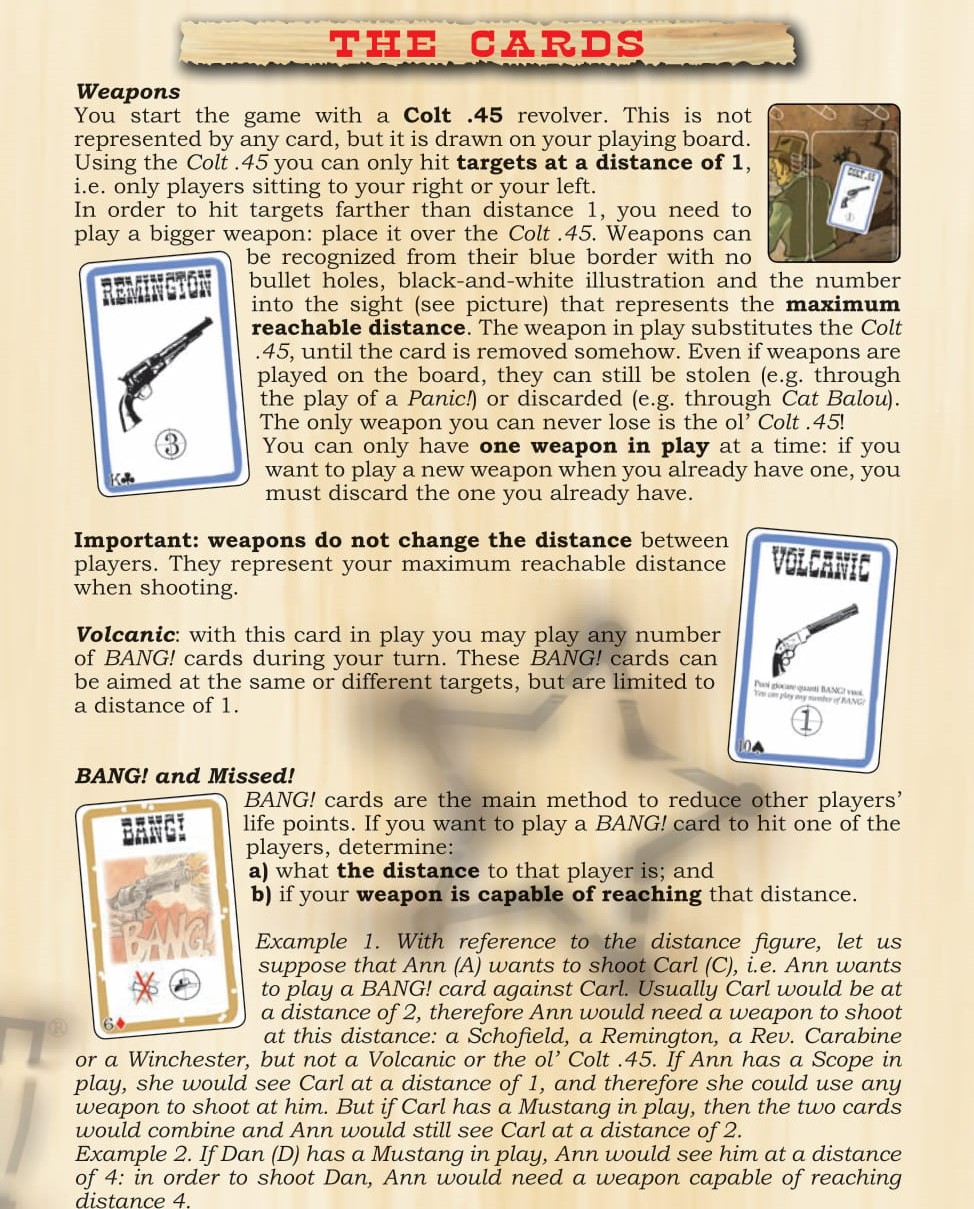 THE CARDS
Weapons
You start the game with a Colt .45 revolver. This is not
represented by any card, but it is drawn on your playing board.
Using the Colt .45 you can only hit targets at a distance of 1,
i.e. only players sitting to your right or your left.
In order to hit targets farther than distance 1, you need to
play a bigger weapon: place it over the Colt .45. Weapons can
be recognized from their blue border with no
bullet holes, black-and-white illustration and the number
into the sight (see picture) that represents the maximum
reachable distance. The weapon in play substitutes the Colt
.45, until the card is removed somehow. Even if weapons are
played on the board, they can still be stolen (e.g. through
the play of a Panic!) or discarded (e.g. through Cat Balou).
The only weapon you can never lose is the ol’ Colt .45!
You can only have one weapon in play at a time: if you
want to play a new weapon when you already have one, you
must discard the one you already have.
COLT .45
1
REMINGTON
3
K♣
Important: weapons do not change the distance between
players. They represent your maximum reachable distance
when shooting.
Volcanic: with this card in play you may play any number
of BANG! cards during your turn. These BANG! cards can
be aimed at the same or different targets, but are limited to
a distance of 1.
VOLCANIC
Puoi giocare quanti BANG! vuoi.
You can play any number of BANG!
1
10♠
BANG! and Missed!
BANG! cards are the main method to reduce other players’
life points. If you want to play a BANG! card to hit one of the
players, determine:
a) what the distance to that player is; and
b) if your weapon is capable of reaching that distance.
BANG!
BANG!
6♦
Example 1. With reference to the distance figure, let us
suppose that Ann (A) wants to shoot Carl (C), i.e. Ann wants
to play a BANG! card against Carl. Usually Carl would be at
a distance of 2, therefore Ann would need a weapon to shoot
at this distance: a Schofield, a Remington, a Rev. Carabine
or a Winchester, but not a Volcanic or the ol’ Colt .45. If Ann has a Scope in
play, she would see Carl at a distance of 1, and therefore she could use any
weapon to shoot at him. But if Carl has a Mustang in play, then the two cards
would combine and Ann would still see Carl at a distance of 2.
Example 2. If Dan (D) has a Mustang in play, Ann would see him at a distance
of 4: in order to shoot Dan, Ann would need a weapon capable of reaching
distance 4.
®